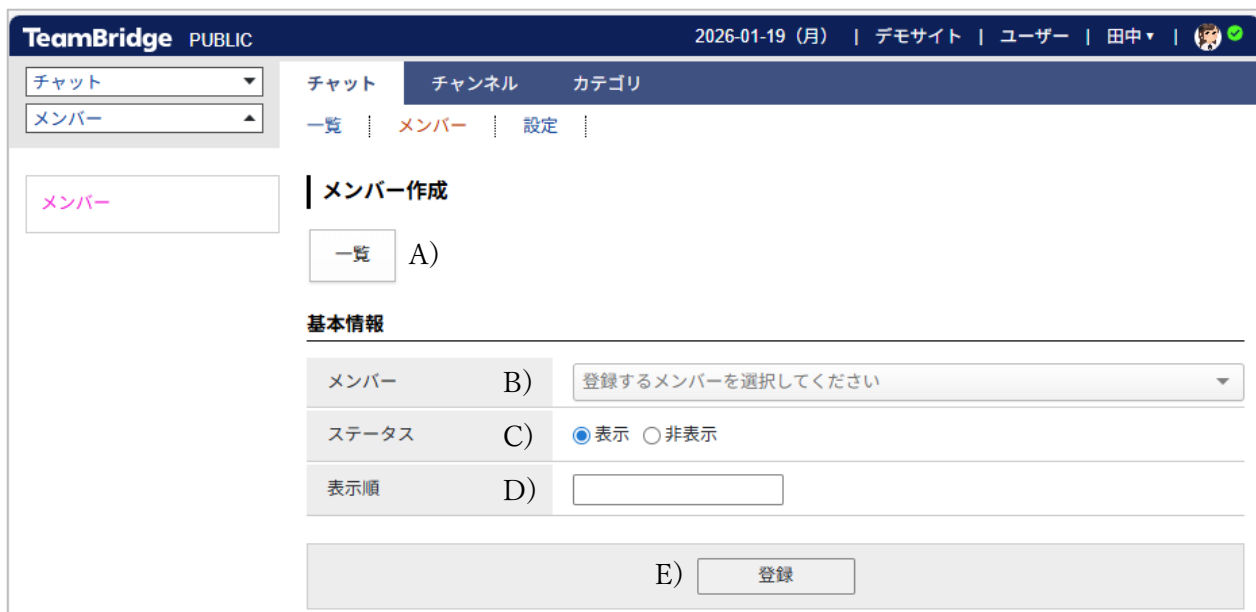 TeamBridge PUBLIC 2026-01-19（月） | デモサイト | ユーザー | 田中▾ |
チャット
メンバー
チャット チャンネル カテゴリ
一覧 メンバー 設定
メンバー
メンバー作成
一覧 A)
基本情報
メンバー B) 登録するメンバーを選択してください
ステータス C) 表示 非表示
表示順 D)
E) 登録